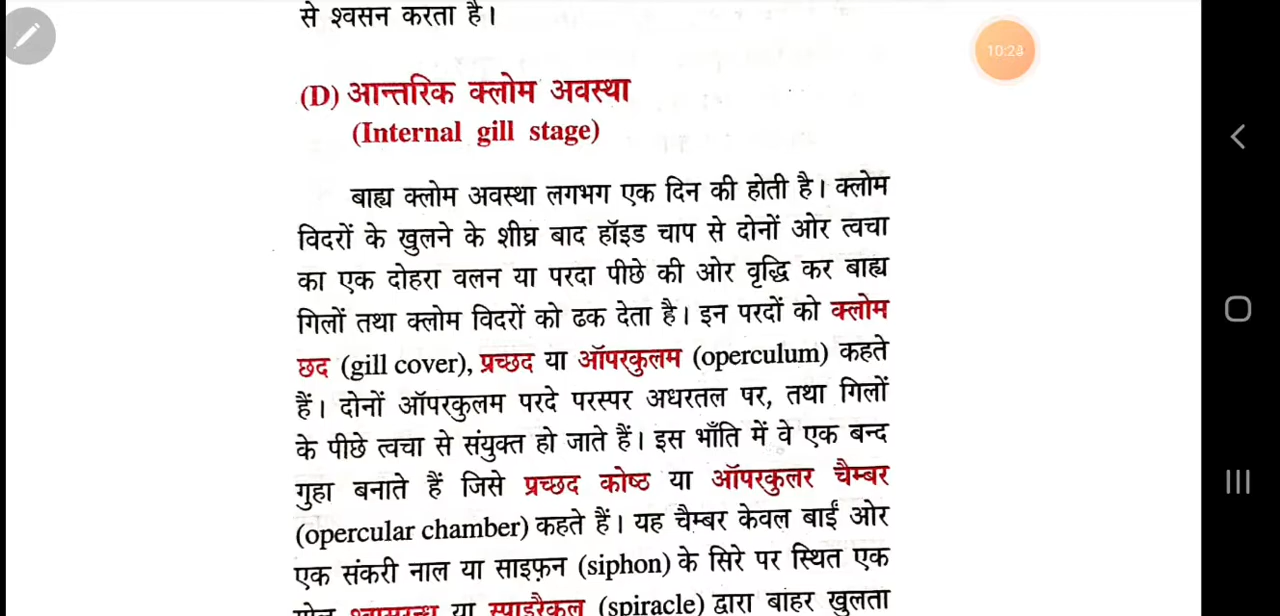 से श्वसन करता है।
10:23
(D) आन्तरिक क्लोम अवस्था
(Internal gill stage)
बाह्य क्लोम अवस्था लगभग एक दिन की होती है। क्लोम
विदरों के खुलने के शीघ्र बाद हॉइड चाप से दोनों ओर त्वचा
का एक दोहरा वलन या परदा पीछे की ओर वृद्धि कर बाह्य
गिलों तथा क्लोम विदरों को ढक देता है। इन परदों को क्लोम
छद (gill cover), प्रच्छद या ऑपरकुलम (operculum) कहते
हैं। दोनों ऑपरकुलम परदे परस्पर अधरतल पर, तथा गिलों
के पीछे त्वचा से संयुक्त हो जाते हैं। इस भाँति में वे एक बन्द
गुहा बनाते हैं जिसे प्रच्छद कोष्ठ या ऑपरकुलर चैम्बर
(opercular chamber) कहते हैं। यह चैम्बर केवल बाईं ओर
एक संकरी नाल या साइफ़न (siphon) के सिरे पर स्थित एक
गोल श्वासरन्ध्र या स्पाइरैकल (spiracle) द्वारा बाहर खुलता